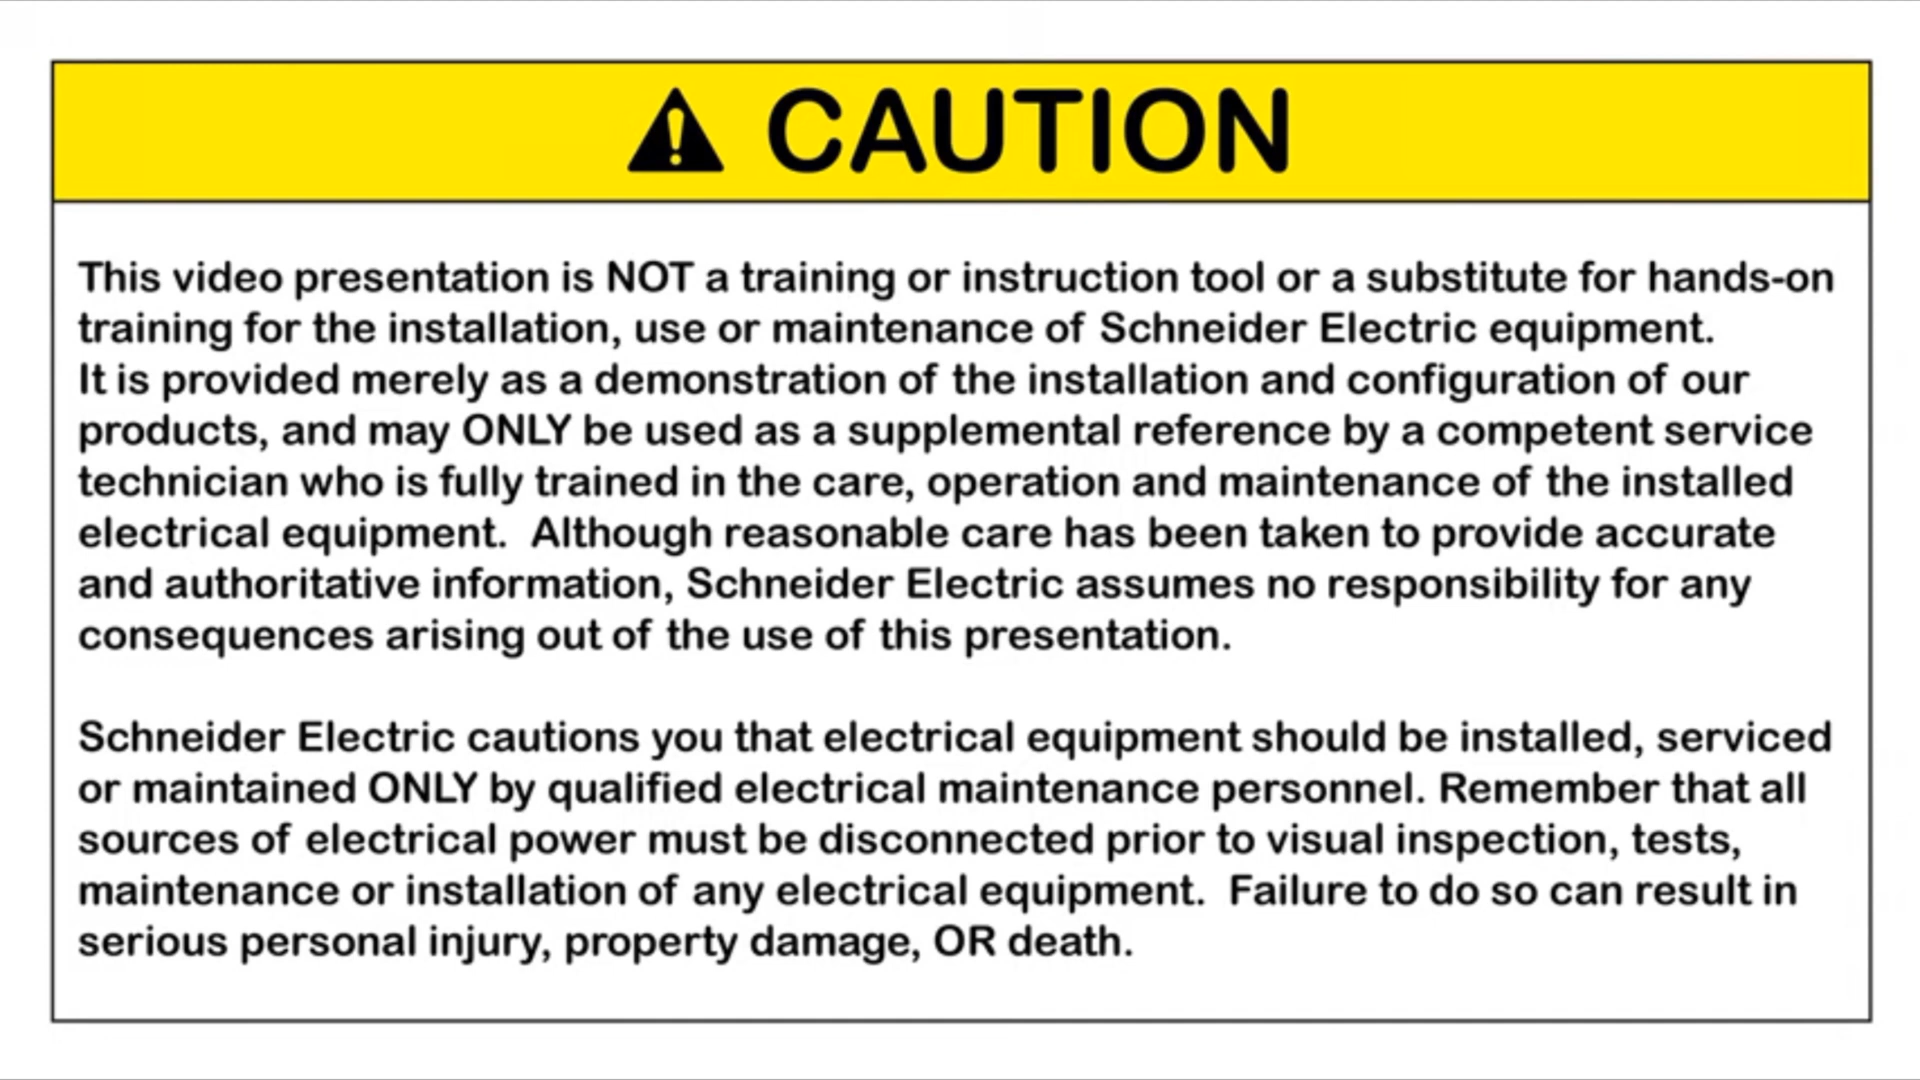 CAUTION
This video presentation is NOT a training or instruction tool or a substitute for hands-on
training for the installation, use or maintenance of Schneider Electric equipment.
It is provided merely as a demonstration of the installation and configuration of our
products, and may ONLY be used as a supplemental reference by a competent service
technician who is fully trained in the care, operation and maintenance of the installed
electrical equipment.  Although reasonable care has been taken to provide accurate
and authoritative information, Schneider Electric assumes no responsibility for any
consequences arising out of the use of this presentation.
Schneider Electric cautions you that electrical equipment should be installed, serviced
or maintained ONLY by qualified electrical maintenance personnel. Remember that all
sources of electrical power must be disconnected prior to visual inspection, tests,
maintenance or installation of any electrical equipment.  Failure to do so can result in
serious personal injury, property damage, OR death.